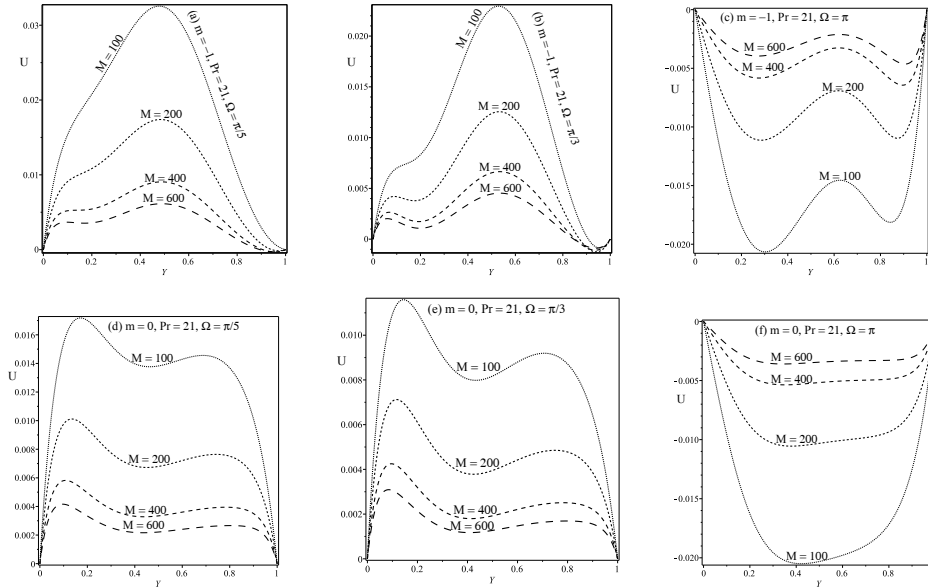 (a) m = −1, Pr = 21, Ω = π/5
U
M = 100
M = 200
M = 400
M = 600
0.03
0.02
0.01
0
0
0.2
0.4
0.6
0.8
1
γ
(b) m = −1, Pr = 21, Ω = π/3
U
M = 100
M = 200
M = 400
M = 600
0.020
0.015
0.010
0.005
0.000
0
0.2
0.4
0.6
0.8
1
γ
(c) m = −1, Pr = 21, Ω = π
U
M = 600
M = 400
M = 200
M = 100
0.000
−0.005
−0.010
−0.015
−0.020
0
0.2
0.4
0.6
0.8
1
γ
(d) m = 0, Pr = 21, Ω = π/5
U
M = 100
M = 200
M = 400
M = 600
0.016
0.014
0.012
0.010
0.008
0.006
0.004
0.002
0.000
0
0.2
0.4
0.6
0.8
1
γ
(e) m = 0, Pr = 21, Ω = π/3
U
M = 100
M = 200
M = 400
M = 600
0.010
0.008
0.006
0.004
0.002
0.000
0
0.2
0.4
0.6
0.8
1
γ
(f) m = 0, Pr = 21, Ω = π
U
M = 600
M = 400
M = 200
M = 100
0.000
−0.005
−0.010
−0.015
−0.020
0
0.2
0.4
0.6
0.8
γ